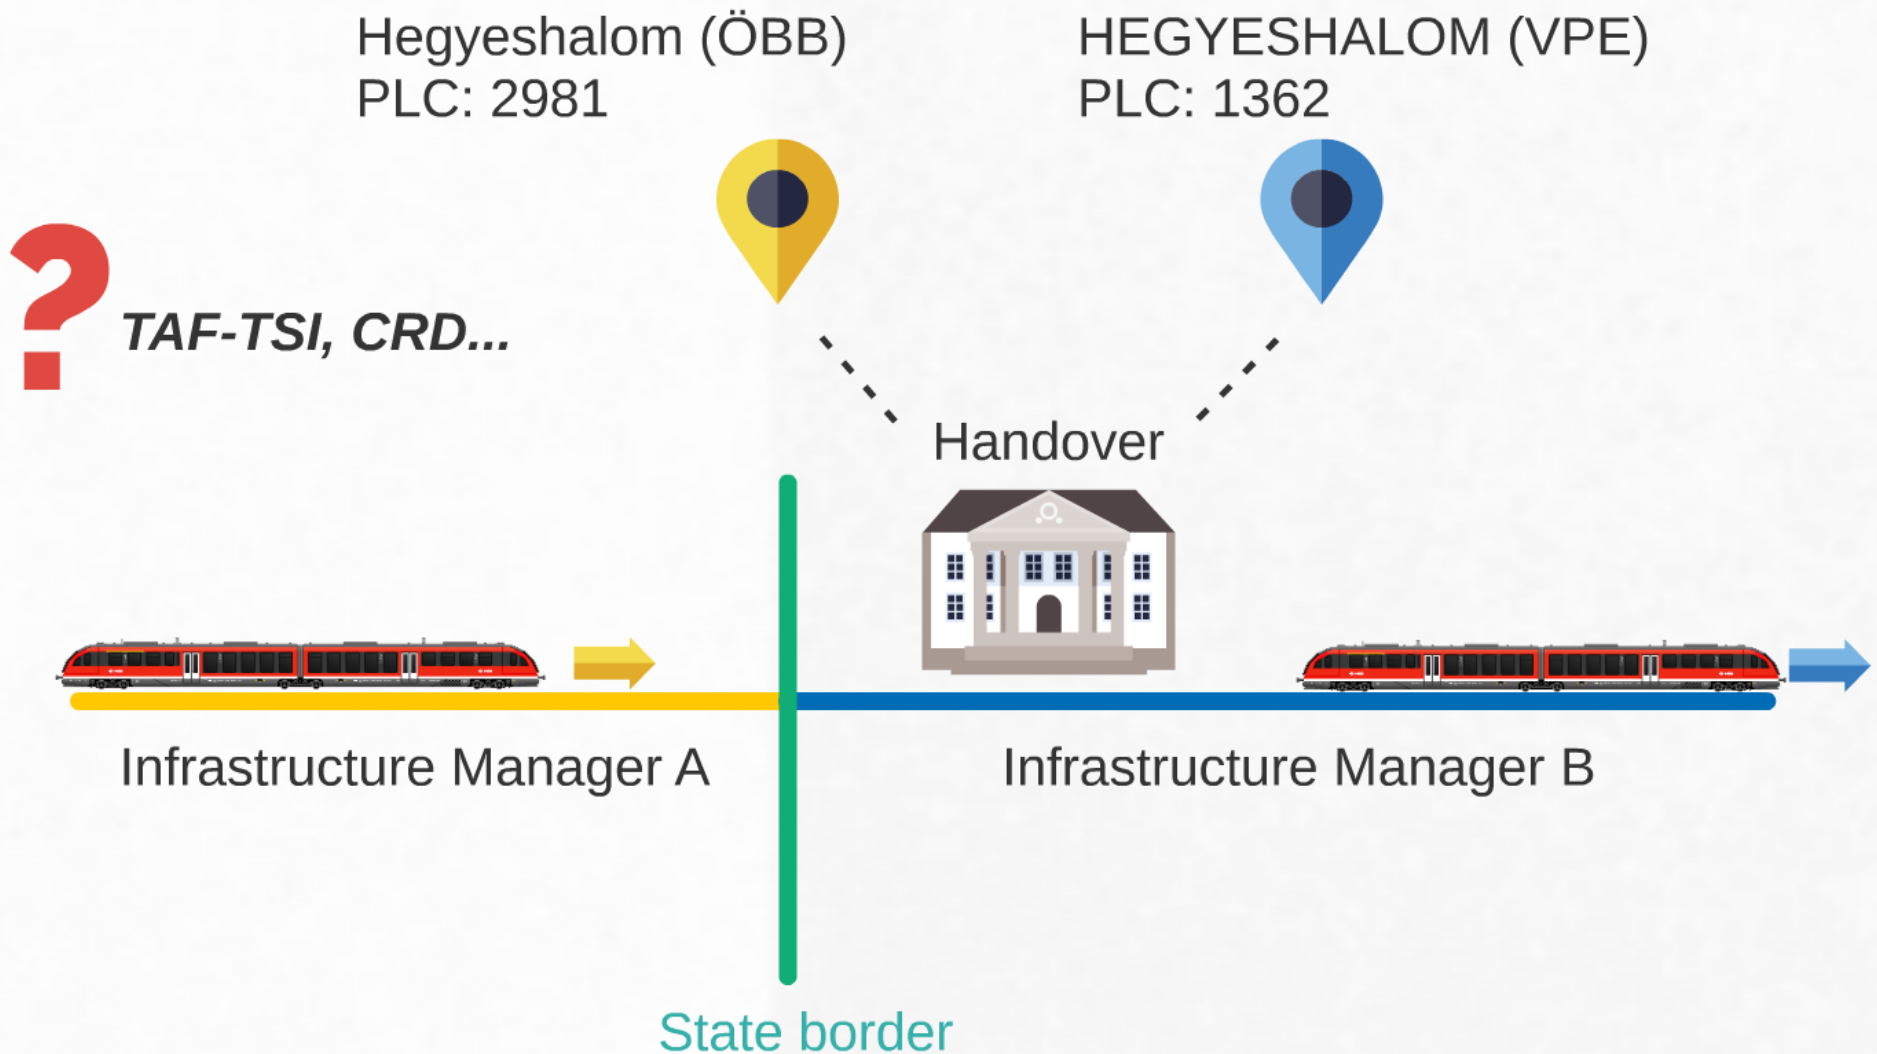 Hegyeshalom (ÖBB)
PLC: 2981
HEGYESHALOM (VPE)
PLC: 1362
TAF-TSI, CRD...
Handover
Infrastructure Manager A
Infrastructure Manager B
State border